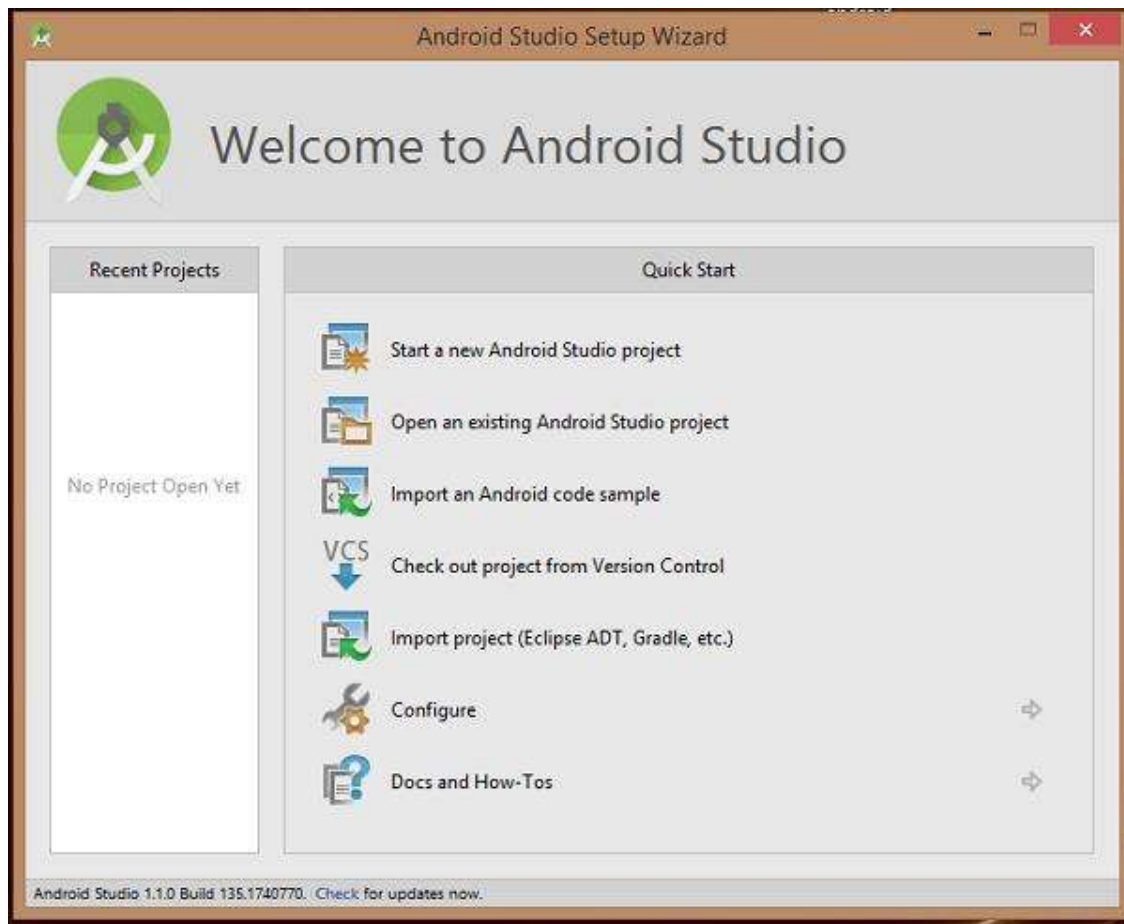 Android Studio Setup Wizard
Welcome to Android Studio
Recent Projects
No Project Open Yet
Quick Start
Start a new Android Studio project
Open an existing Android Studio project
Import an Android code sample
VCS
Check out project from Version Control
Import project (Eclipse ADT, Gradle, etc.)
Configure
Docs and How-Tos
Android Studio 1.1.0 Build 135.1740770. Check for updates now.